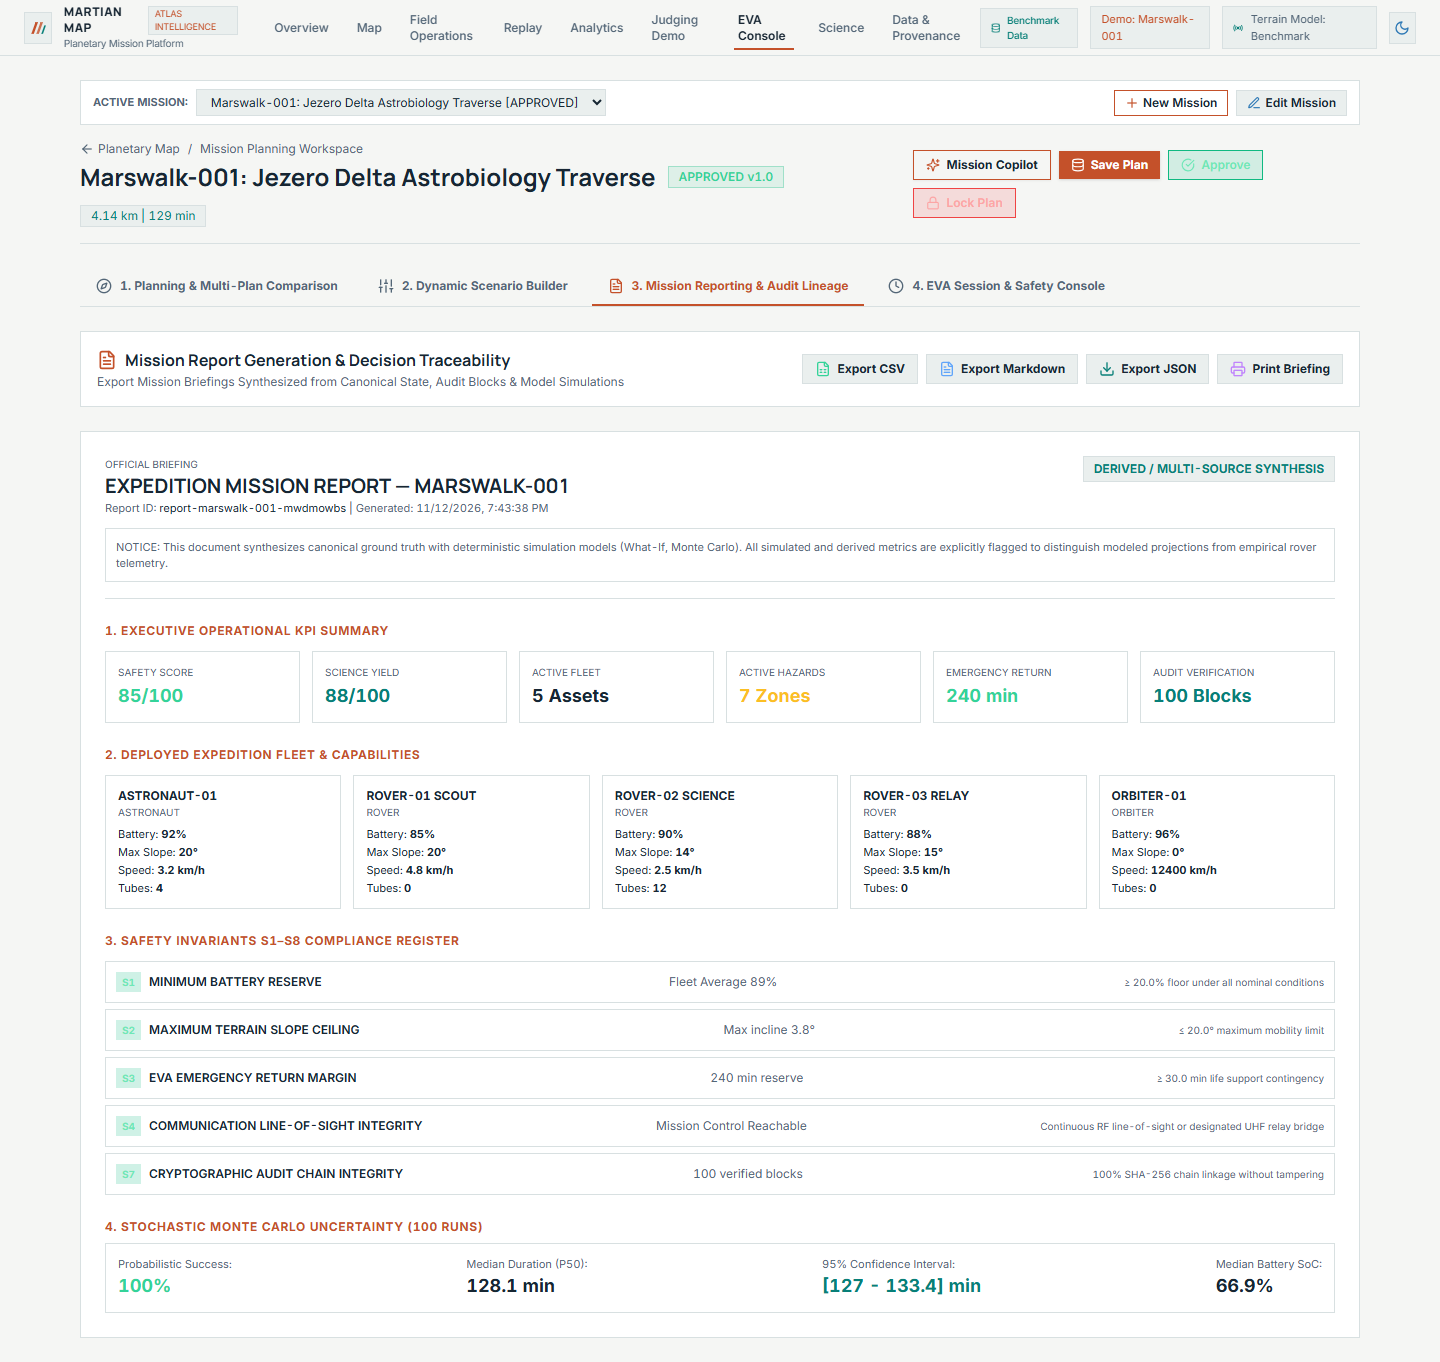 MARTIAN MAP
Planetary Mission Platform
ATLAS INTELLIGENCE
Overview
Map
Field Operations
Replay
Analytics
Judging Demo
EVA Console
Science
Data & Provenance
Benchmark Data
Demo: Marswalk-001
Terrain Model: Benchmark
ACTIVE MISSION:
Marswalk-001: Jezero Delta Astrobiology Traverse [APPROVED]
New Mission
Edit Mission
Planetary Map / Mission Planning Workspace
Marswalk-001: Jezero Delta Astrobiology Traverse
APPROVED v1.0
4.14 km | 129 min
Mission Copilot
Save Plan
Approve
Lock Plan
1. Planning & Multi-Plan Comparison
2. Dynamic Scenario Builder
3. Mission Reporting & Audit Lineage
4. EVA Session & Safety Console
Mission Report Generation & Decision Traceability
Export Mission Briefings Synthesized from Canonical State, Audit Blocks & Model Simulations
Export CSV
Export Markdown
Export JSON
Print Briefing
OFFICIAL BRIEFING
EXPEDITION MISSION REPORT — MARSWALK-001
Report ID: report-marswalk-001-mwdmowbs | Generated: 11/12/2026, 7:43:38 PM
DERIVED / MULTI-SOURCE SYNTHESIS
NOTICE: This document synthesizes canonical ground truth with deterministic simulation models (What-If, Monte Carlo). All simulated and derived metrics are explicitly flagged to distinguish modeled projections from empirical rover
telemetry.
1. EXECUTIVE OPERATIONAL KPI SUMMARY
SAFETY SCORE
85/100
SCIENCE YIELD
88/100
ACTIVE FLEET
5 Assets
ACTIVE HAZARDS
7 Zones
EMERGENCY RETURN
240 min
AUDIT VERIFICATION
100 Blocks
2. DEPLOYED EXPEDITION FLEET & CAPABILITIES
ASTRONAUT-01
ASTRONAUT
Battery: 92%
Max Slope: 20°
Speed: 3.2 km/h
Tubes: 4
ROVER-01 SCOUT
ROVER
Battery: 85%
Max Slope: 20°
Speed: 4.8 km/h
Tubes: 0
ROVER-02 SCIENCE
ROVER
Battery: 90%
Max Slope: 14°
Speed: 2.5 km/h
Tubes: 12
ROVER-03 RELAY
ROVER
Battery: 88%
Max Slope: 15°
Speed: 3.5 km/h
Tubes: 0
ORBITER-01
ORBITER
Battery: 96%
Max Slope: 0°
Speed: 12400 km/h
Tubes: 0
3. SAFETY INVARIANTS S1–S8 COMPLIANCE REGISTER
S1 MINIMUM BATTERY RESERVE Fleet Average 89% ≥ 20.0% floor under all nominal conditions
S2 MAXIMUM TERRAIN SLOPE CEILING Max incline 3.8° ≤ 20.0° maximum mobility limit
S3 EVA EMERGENCY RETURN MARGIN 240 min reserve ≥ 30.0 min life support contingency
S4 COMMUNICATION LINE-OF-SIGHT INTEGRITY Mission Control Reachable Continuous RF line-of-sight or designated UHF relay bridge
S7 CRYPTOGRAPHIC AUDIT CHAIN INTEGRITY 100 verified blocks 100% SHA-256 chain linkage without tampering
4. STOCHASTIC MONTE CARLO UNCERTAINTY (100 RUNS)
Probabilistic Success:
100%
Median Duration (P50):
128.1 min
95% Confidence Interval:
[127 - 133.4] min
Median Battery SoC:
66.9%